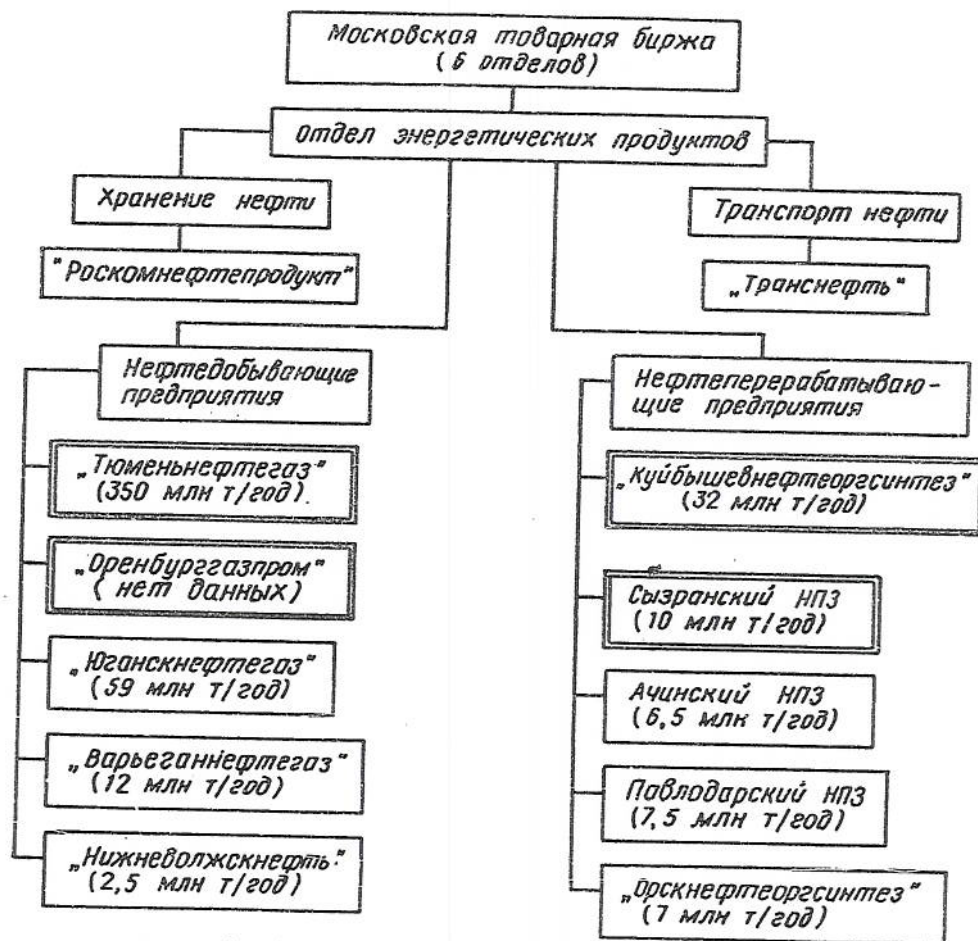 Московская товарная биржа
(6 отделов)
Отдел энергетических продуктов
Хранение нефти
"Роскомнефтепродукт"
Транспорт нефти
„Транснефть"
Нефтедобывающие
предприятия
„Тюменьнефтегаз"
(350 млн т/год).
„Оренбурггазпром"
(нет данных)
„Юганскнефтегаз"
(59 млн т/год)
„Варьеганнефтегаз"
(12 млн т/год)
„Нижневолжскнефть"
(2,5 млн т/год)
Нефтеперерабатываю-
щие предприятия
„Куйбышевнефтеоргсинтез"
(32 млн т/год)
Сызранский НПЗ
(10 млн т/год)
Ачинский НПЗ
(6,5 млн т/год)
Павлодарский НПЗ
(7,5 млн т/год)
„Орскнефтеоргсинтез"
(7 млн т/год)